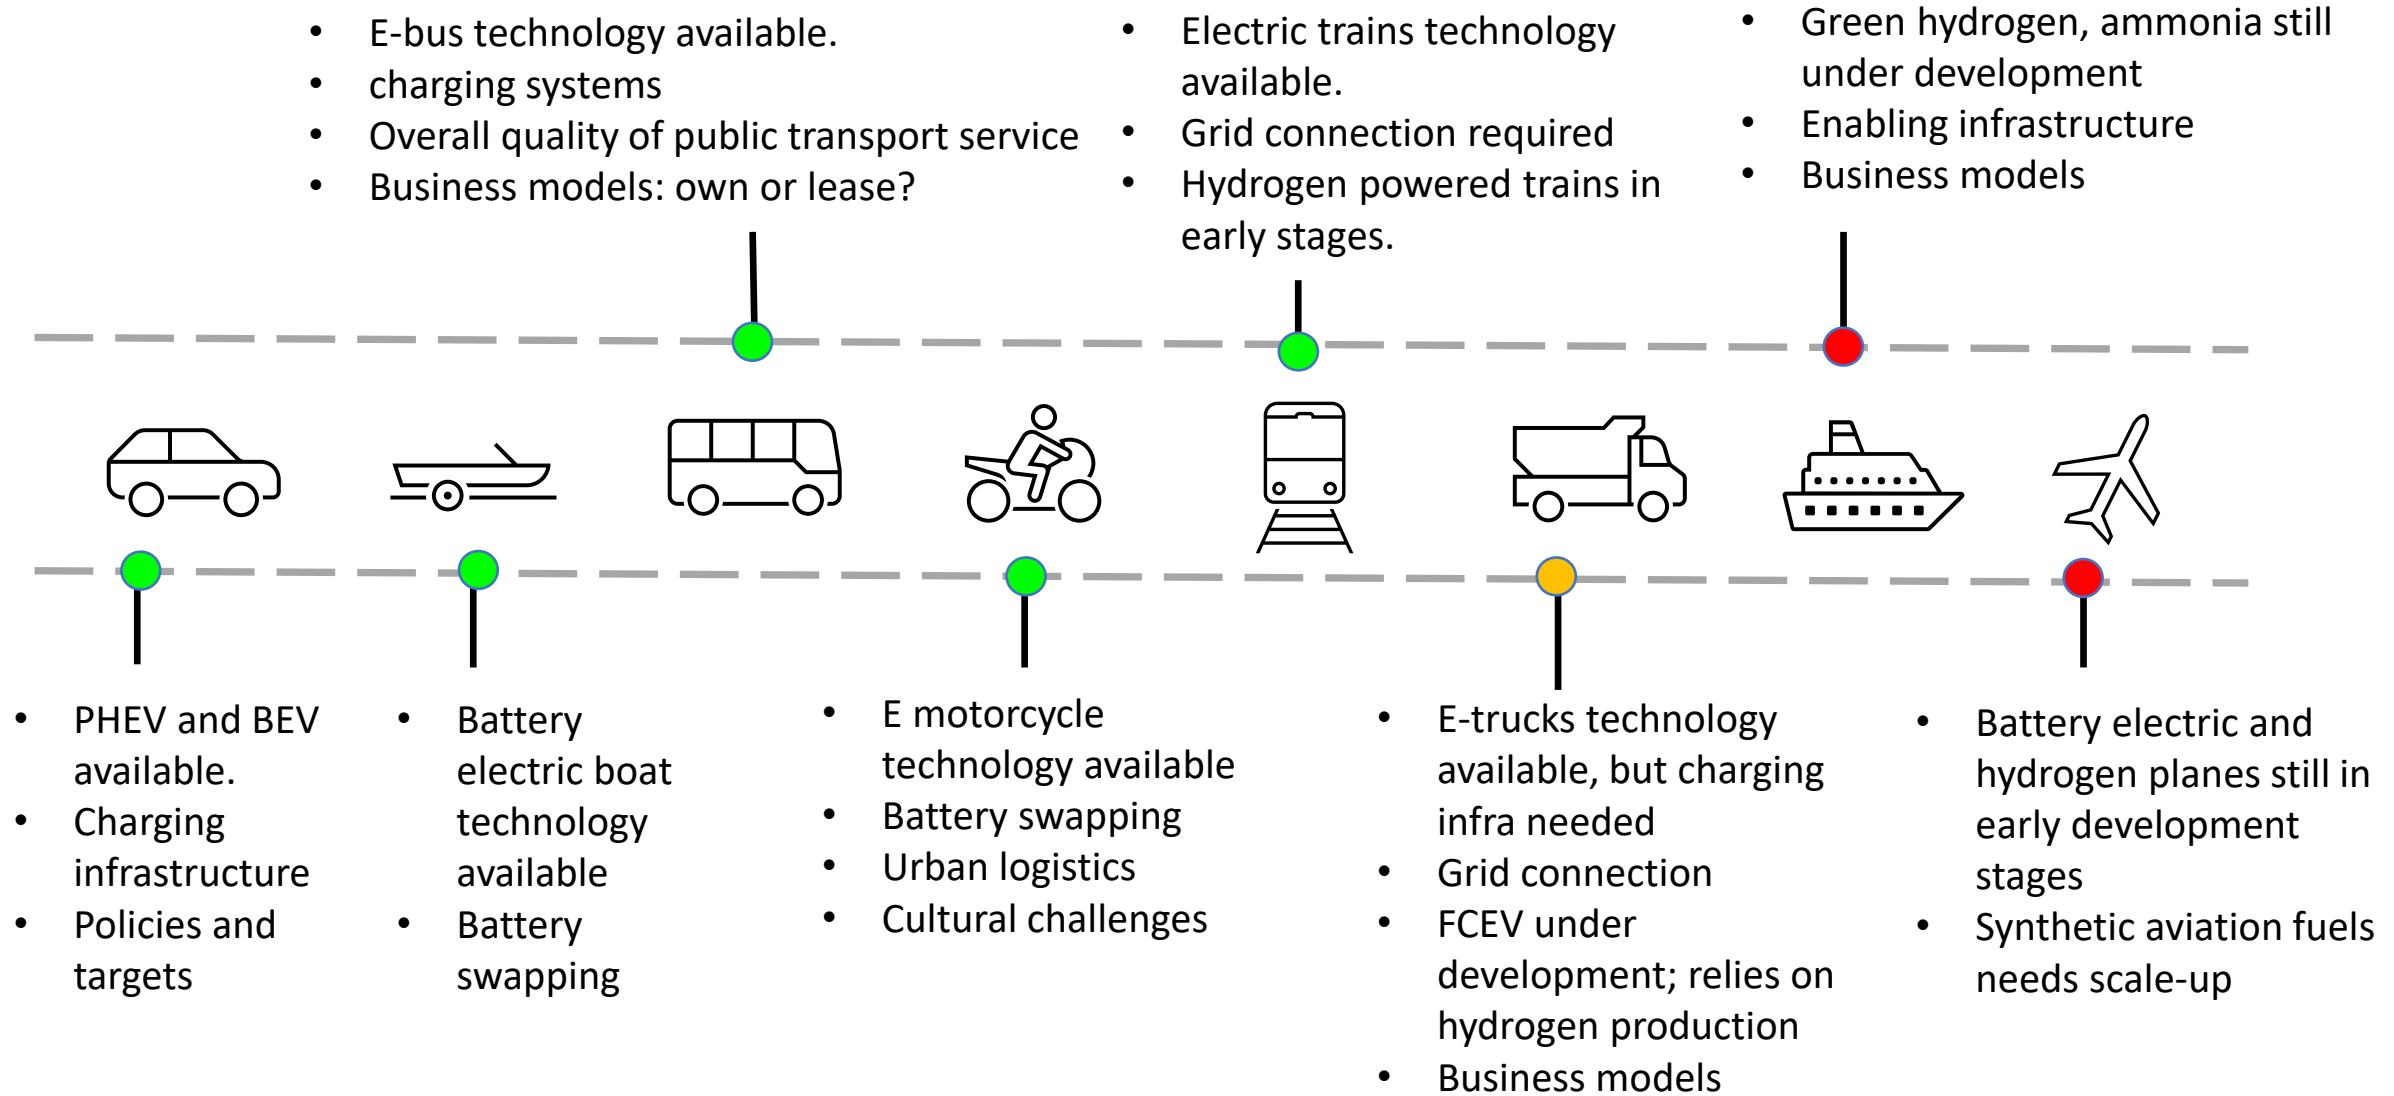 • E-bus technology available.
• charging systems
• Overall quality of public transport service
• Business models: own or lease?
• Electric trains technology
available.
• Grid connection required
• Hydrogen powered trains in
early stages.
• Green hydrogen, ammonia still
under development
• Enabling infrastructure
• Business models
• PHEV and BEV
available.
• Charging
infrastructure
• Policies and
targets
• Battery
electric boat
technology
available
• Battery
swapping
• E motorcycle
technology available
• Battery swapping
• Urban logistics
• Cultural challenges
• E-trucks technology
available, but charging
infra needed
• Grid connection
• FCEV under
development; relies on
hydrogen production
• Business models
• Battery electric and
hydrogen planes still in
early development
stages
• Synthetic aviation fuels
needs scale-up